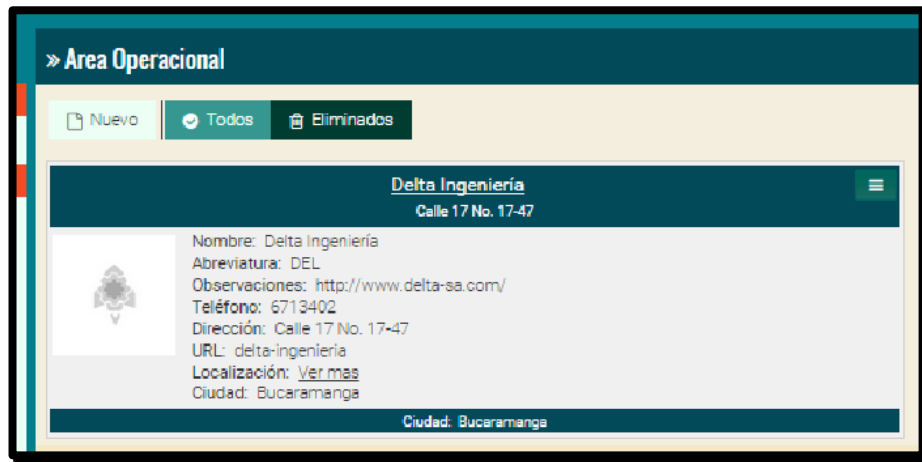 » Area Operacional
Nuevo Todos Eliminados
Delta Ingeniería
Calle 17 No. 17-47
Nombre: Delta Ingeniería
Abreviatura: DEL
Observaciones: http://www.delta-sa.com/
Teléfono: 6713402
Dirección: Calle 17 No. 17-47
URL: delta-ingenieria
Localización: Ver mas
Ciudad: Bucaramanga
Ciudad: Bucaramanga